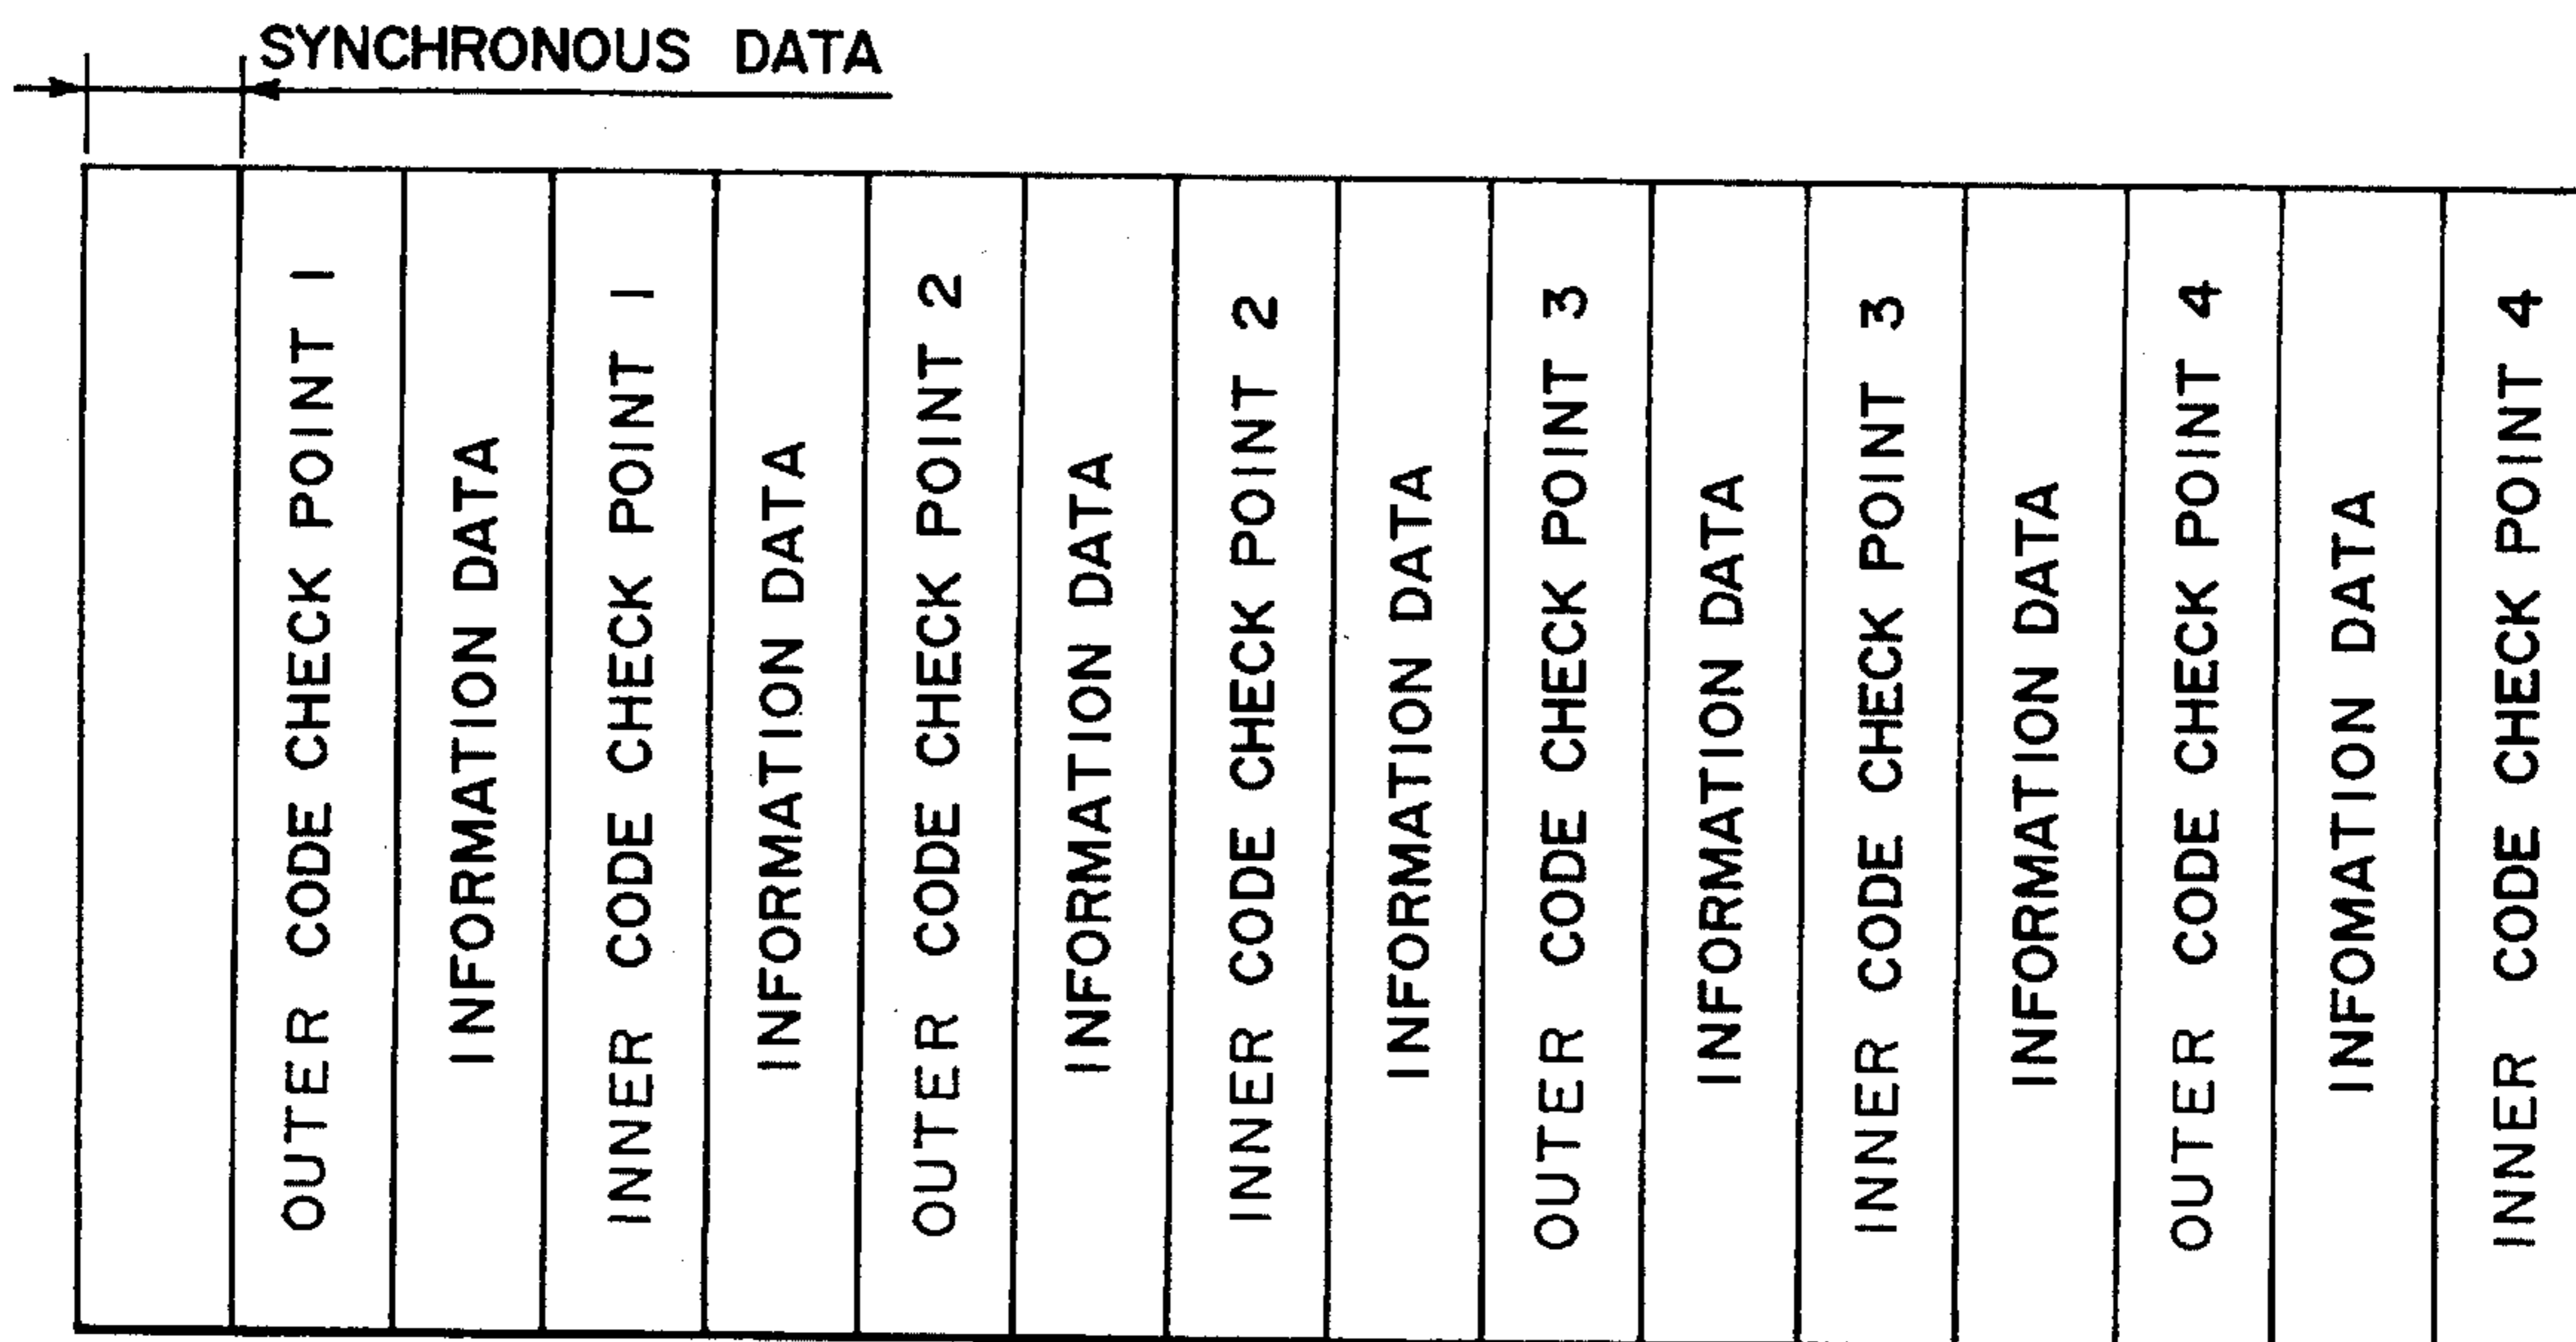 SYNCHRONOUS DATA
OUTER CODE CHECK POINT 1
INFORMATION DATA
INNER CODE CHECK POINT 1
INFORMATION DATA
OUTER CODE CHECK POINT 2
INFORMATION DATA
INNER CODE CHECK POINT 2
INFORMATION DATA
OUTER CODE CHECK POINT 3
INFORMATION DATA
INNER CODE CHECK POINT 3
INFORMATION DATA
OUTER CODE CHECK POINT 4
INFOMATION DATA
INNER CODE CHECK POINT 4